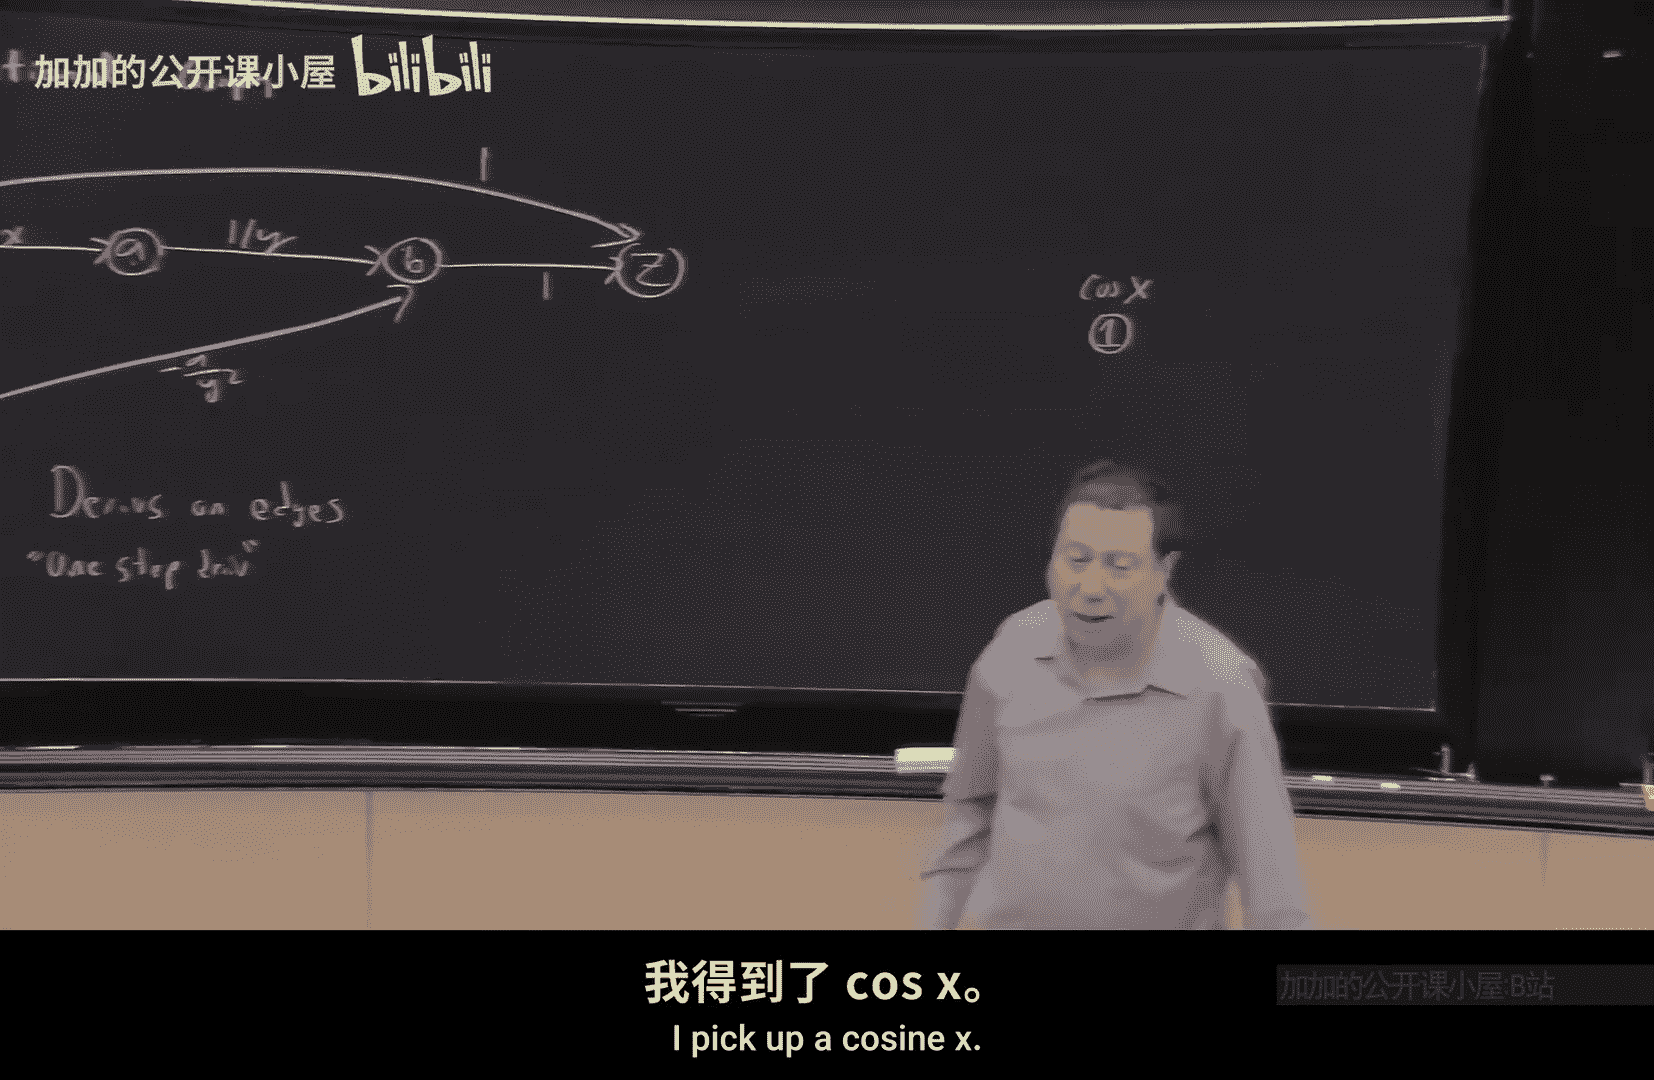 加加的公开课小屋 bilibili
1
x 1/y
a b z
1
cos x
1
-a/y²
Derivs on edges
"One step deriv"
我得到了 cos x。
加加的公开课小屋:B站
I pick up a cosine x.